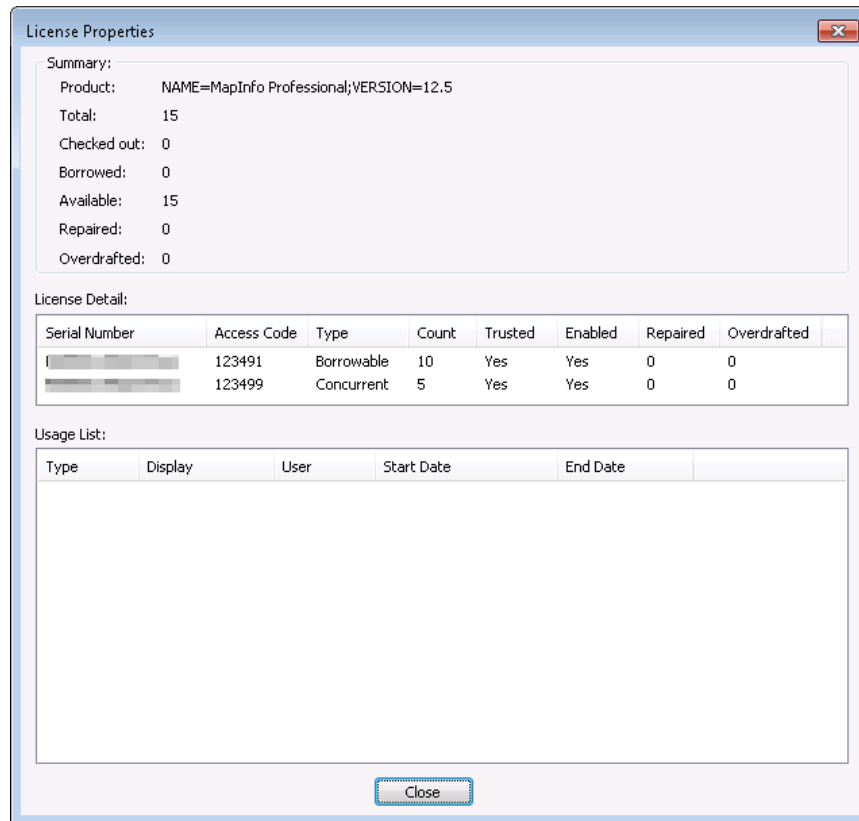 License Properties
Summary:
Product: NAME=MapInfo Professional;VERSION=12.5
Total: 15
Checked out: 0
Borrowed: 0
Available: 15
Repaired: 0
Overdrafted: 0
License Detail:
Serial Number Access Code Type Count Trusted Enabled Repaired Overdrafted
123491 Borrowable 10 Yes Yes 0 0
123499 Concurrent 5 Yes Yes 0 0
Usage List:
Type Display User Start Date End Date
Close